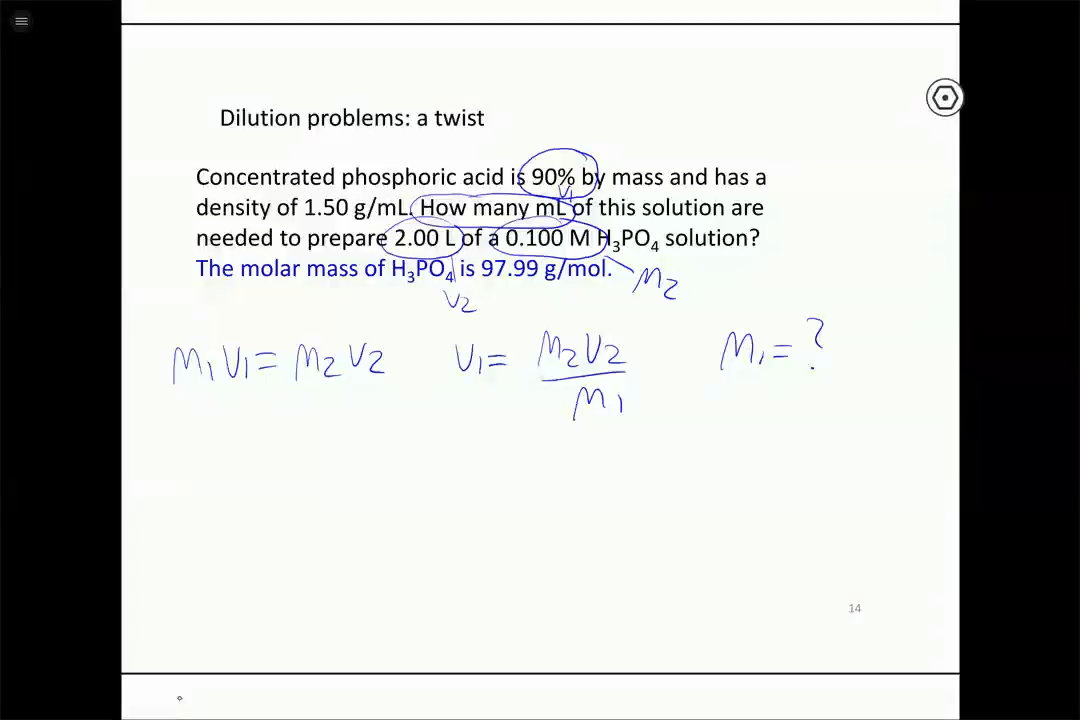 Dilution problems: a twist
Concentrated phosphoric acid is 90% by mass and has a
V₁
density of 1.50 g/mL. How many mL of this solution are
needed to prepare 2.00 L of a 0.100 M H₃PO₄ solution?
The molar mass of H₃PO₄ is 97.99 g/mol.
M₂
V₂
M₁V₁ = M₂V₂ V₁ = M₂V₂ / M₁ M₁ = ?
14